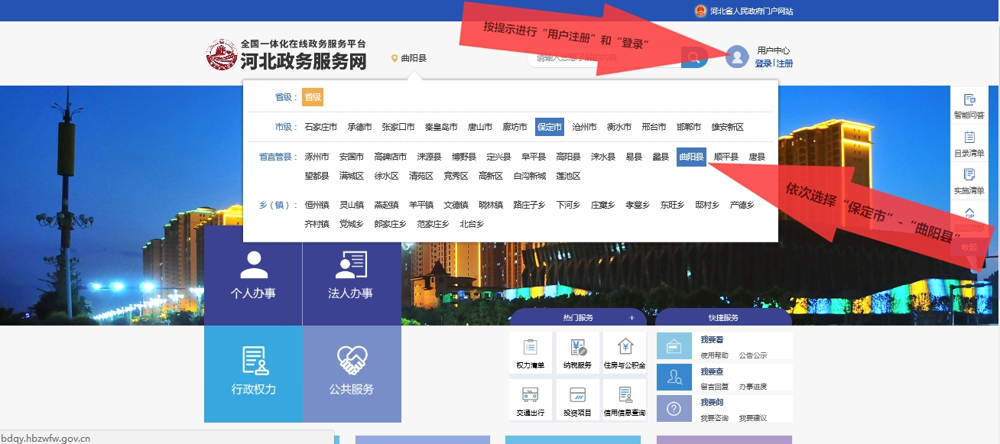 河北省人民政府门户网站
按提示进行“用户注册”和“登录”
全国一体化在线政务服务平台
河北政务服务网
曲阳县
请输入您想了解的内容
用户中心
登录|注册
省级： 省级
市级： 石家庄市 承德市 张家口市 秦皇岛市 唐山市 廊坊市 保定市 沧州市 衡水市 邢台市 邯郸市 雄安新区
省直管县： 涿州市 安国市 高碑店市 涞源县 博野县 定兴县 阜平县 高阳县 涞水县 易县 蠡县 曲阳县 顺平县 唐县
望都县 满城区 徐水区 清苑区 竞秀区 高新区 白沟新城 莲池区
乡（镇）： 恒州镇 灵山镇 燕赵镇 羊平镇 文德镇 晓林镇 路庄子乡 下河乡 庄窠乡 孝墓乡 东旺乡 邸村乡 产德乡
齐村镇 党城乡 郎家庄乡 范家庄乡 北台乡
依次选择“保定市”-“曲阳县”
智能问答
目录清单
实施清单
TOP
返回顶部
收起
个人办事
法人办事
行政权力
公共服务
热门服务 +
权力清单 纳税服务 住房与公积金
交通出行 投资项目 信用信息查询
快捷服务
我要看
使用帮助 公告公示
我要查
留言回复 办事进度
我要问
我要咨询 我要建议
bdqy.hbzwfw.gov.cn